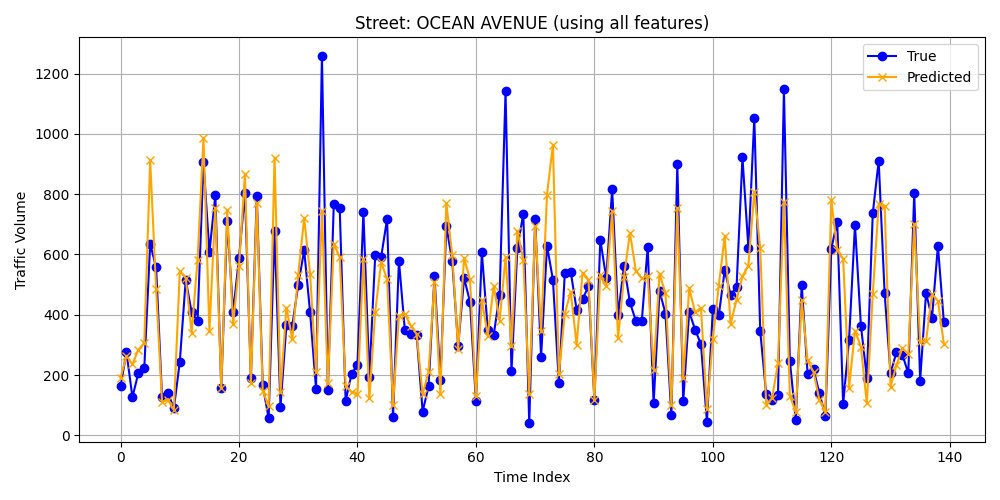 Street: OCEAN AVENUE (using all features)
True
Predicted
Traffic Volume
1200
1000
800
600
400
200
0
0 20 40 60 80 100 120 140
Time Index